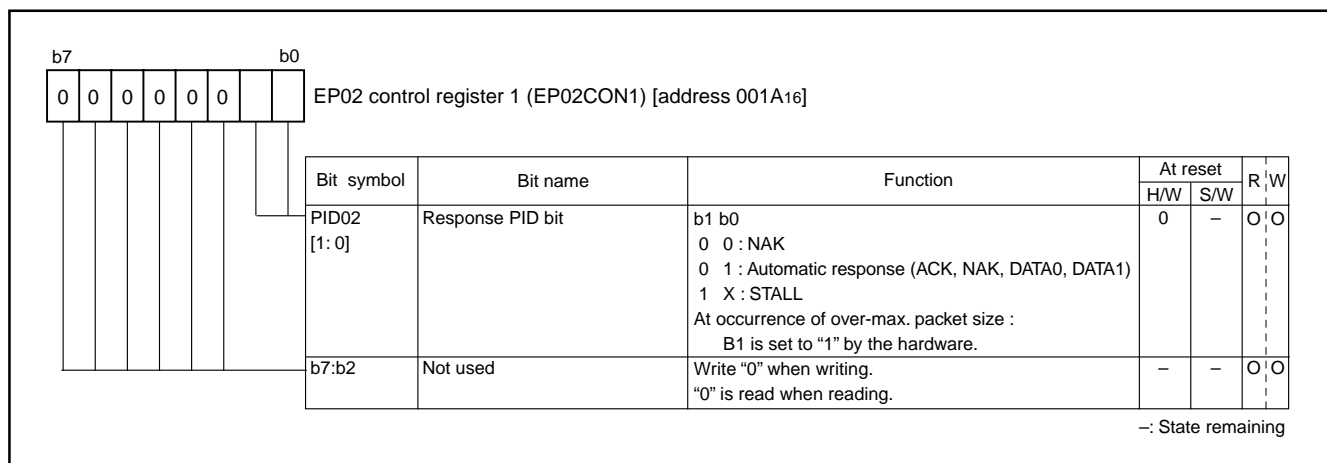 b7 b0
0 0 0 0 0 0
EP02 control register 1 (EP02CON1) [address 001A16]
Bit symbol Bit name Function At reset R W
H/W S/W
PID02 Response PID bit b1 b0 0 – O O
[1: 0] 0 0 : NAK
0 1 : Automatic response (ACK, NAK, DATA0, DATA1)
1 X : STALL
At occurrence of over-max. packet size :
B1 is set to “1” by the hardware.
b7:b2 Not used Write “0” when writing. – – O O
“0” is read when reading.
–: State remaining